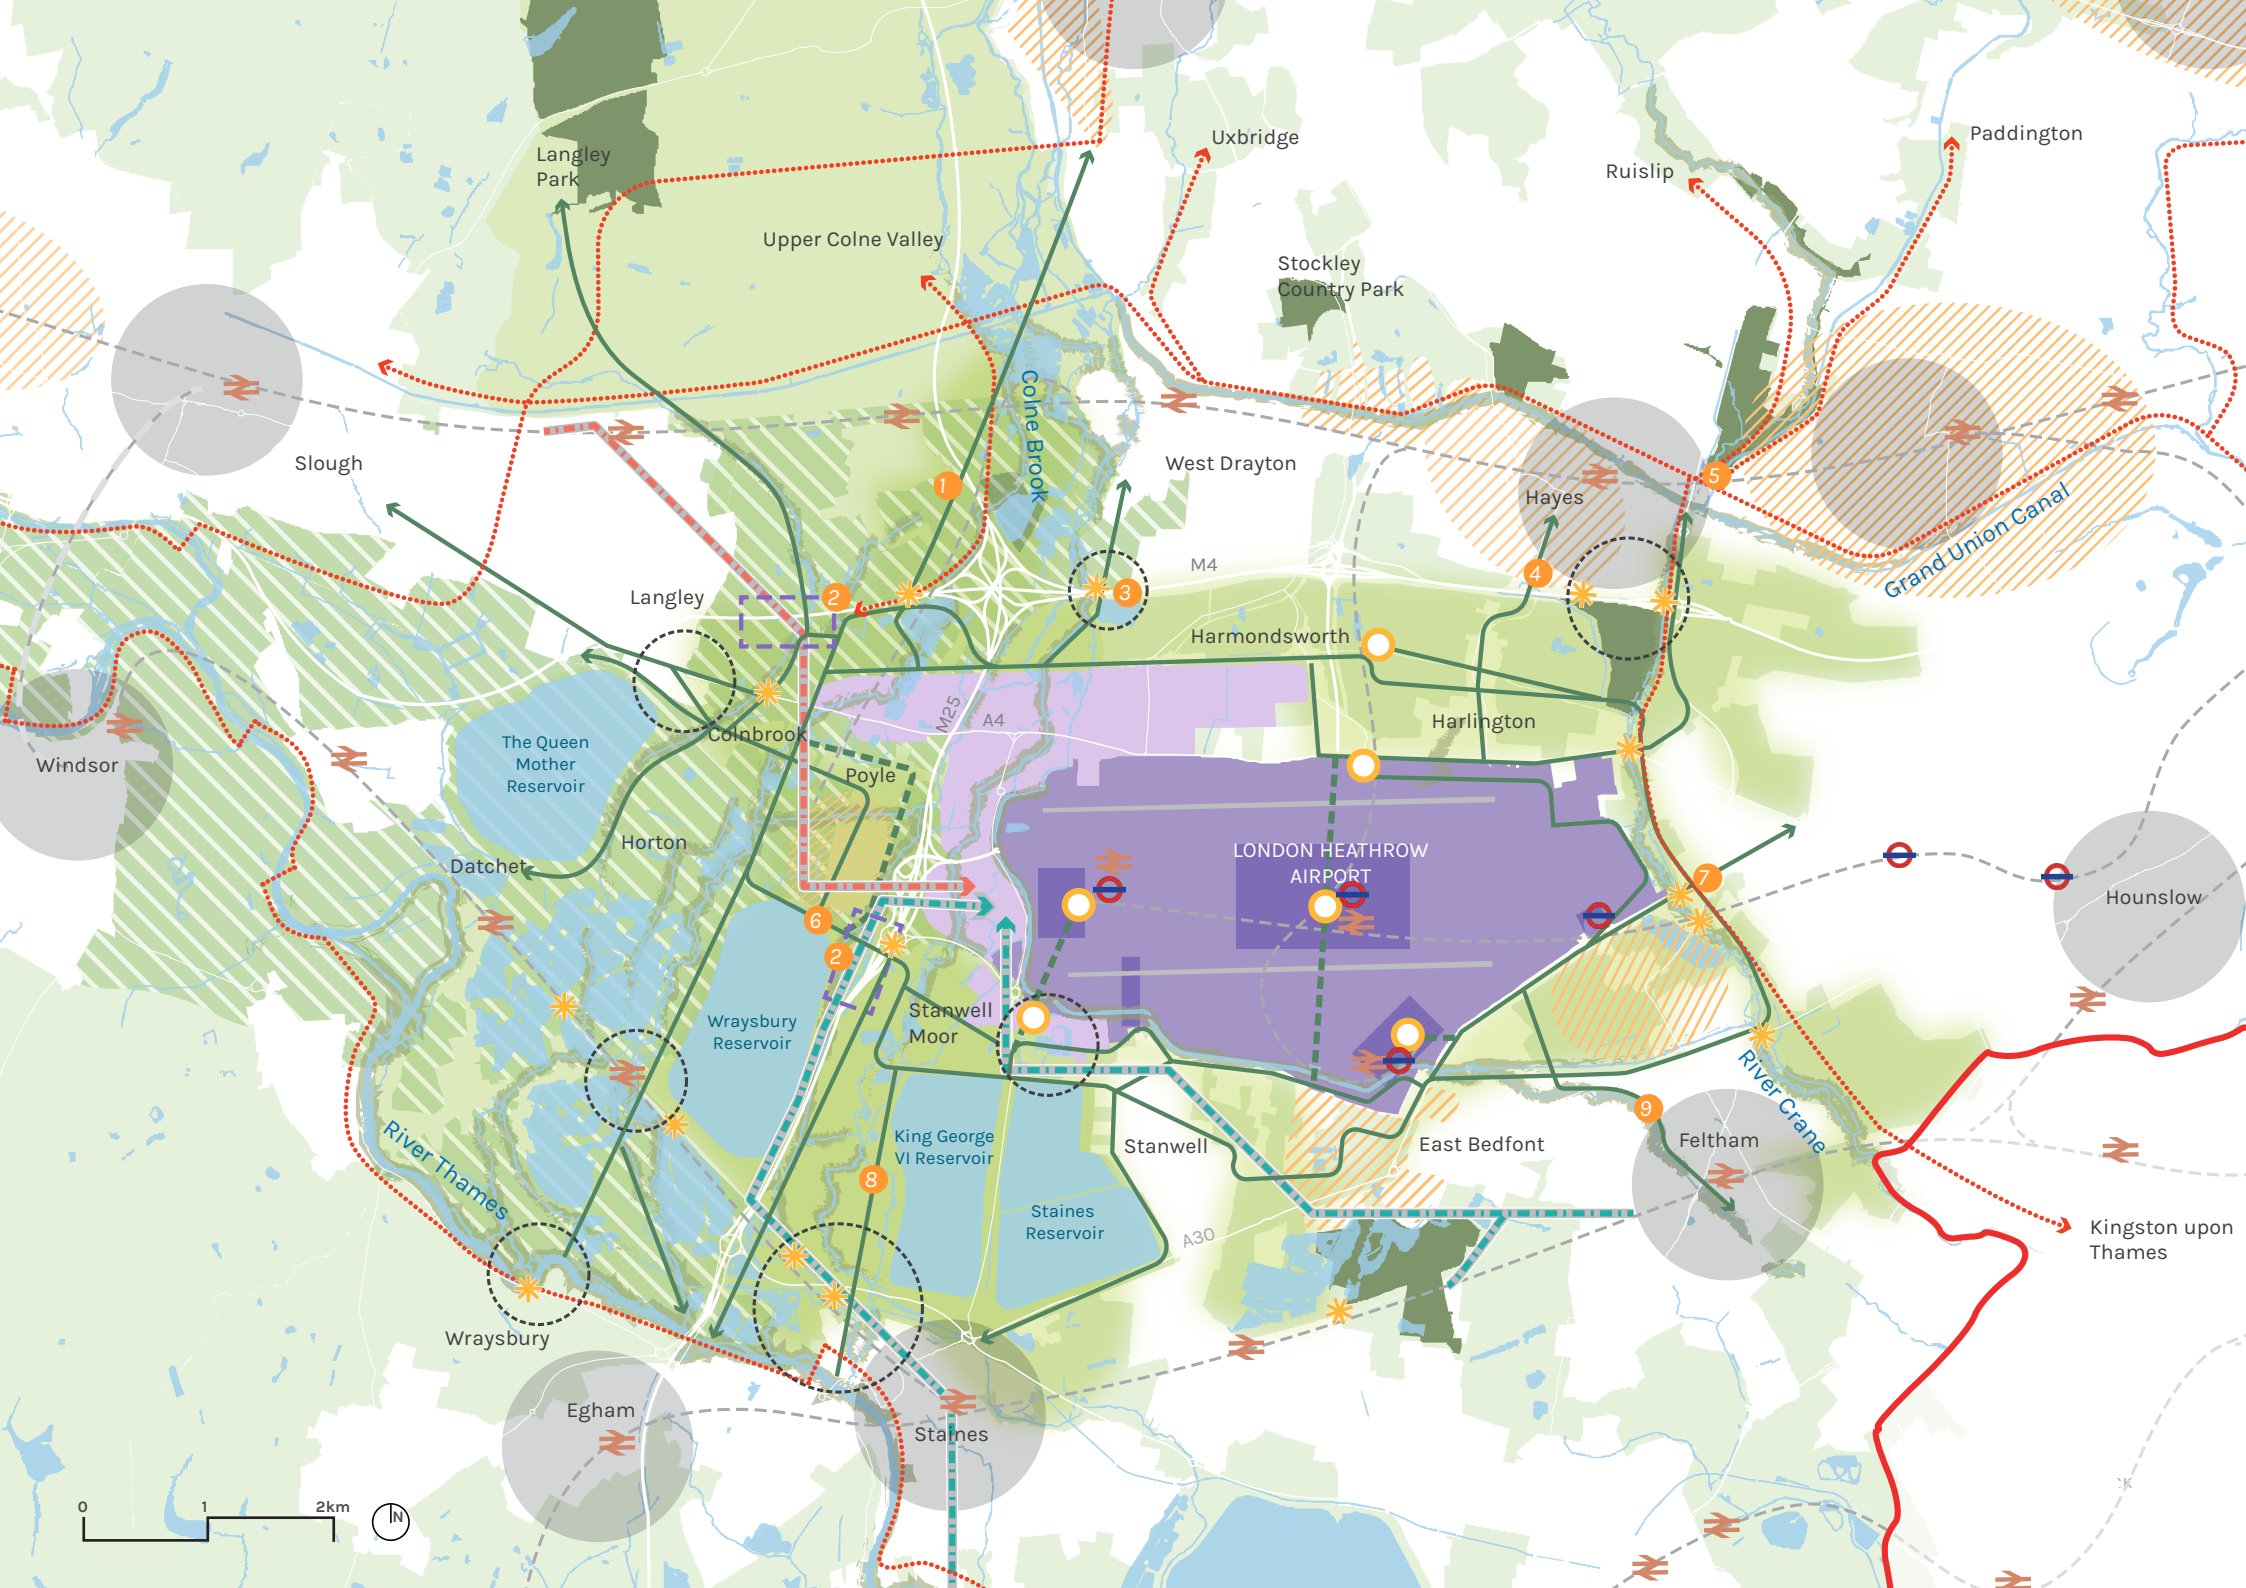 Uxbridge
Paddington
Langley
Park
Ruislip
Upper Colne Valley
Stockley
Country Park
Colne Brook
Slough
West Drayton
1
5
Hayes
Grand Union Canal
M4
4
Langley
2
3
Harmondsworth
M25
A4
Harlington
Colnbrook
The Queen
Mother
Reservoir
Windsor
Poyle
Horton
LONDON HEATHROW
AIRPORT
Datchet
7
Hounslow
6
2
Wraysbury
Reservoir
Stanwell
Moor
River Thames
King George
VI Reservoir
Stanwell
East Bedfont
9
Feltham
River Crane
8
Staines
Reservoir
A30
Kingston upon
Thames
Wraysbury
Egham
Staines
0 1 2km
N